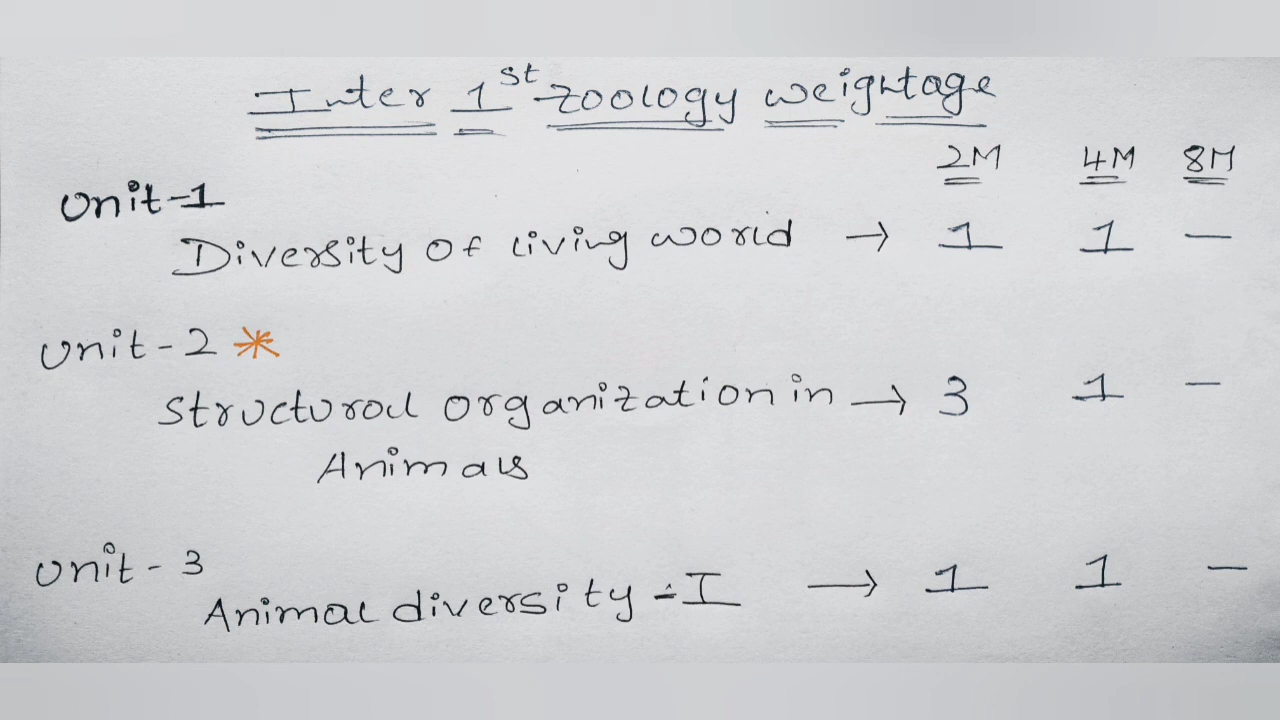 Inter 1st zoology weightage
2M 4M 8M
Unit-1
Diversity of living world → 1 1 —
Unit-2 *
Structural organization in → 3 1 —
Animals
Unit-3
Animal diversity -I → 1 1 —